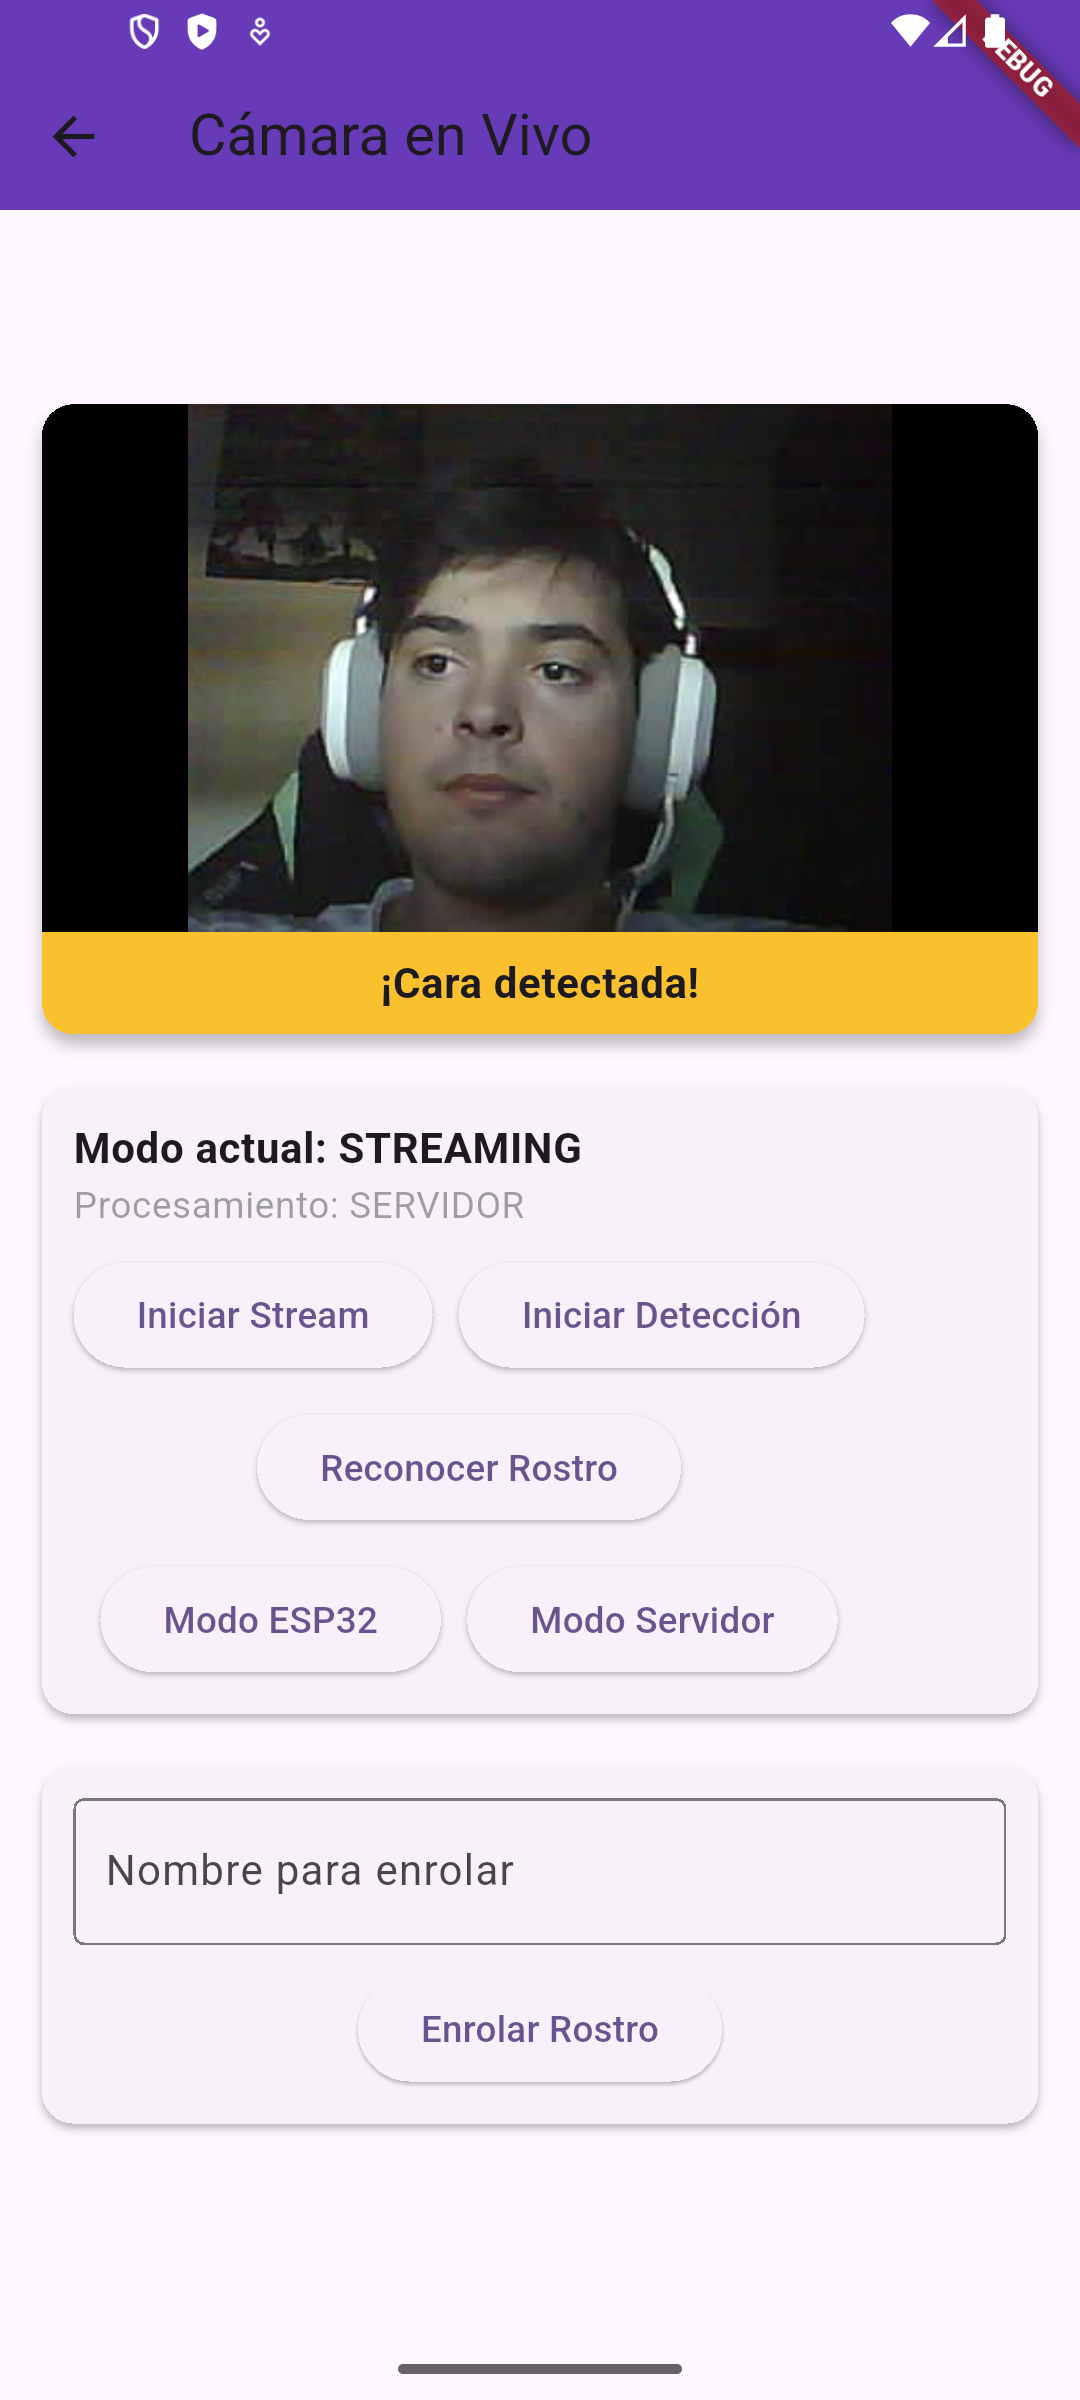 EBUG
Cámara en Vivo
¡Cara detectada!
Modo actual: STREAMING
Procesamiento: SERVIDOR
Iniciar Stream
Iniciar Detección
Reconocer Rostro
Modo ESP32
Modo Servidor
Nombre para enrolar
Enrolar Rostro